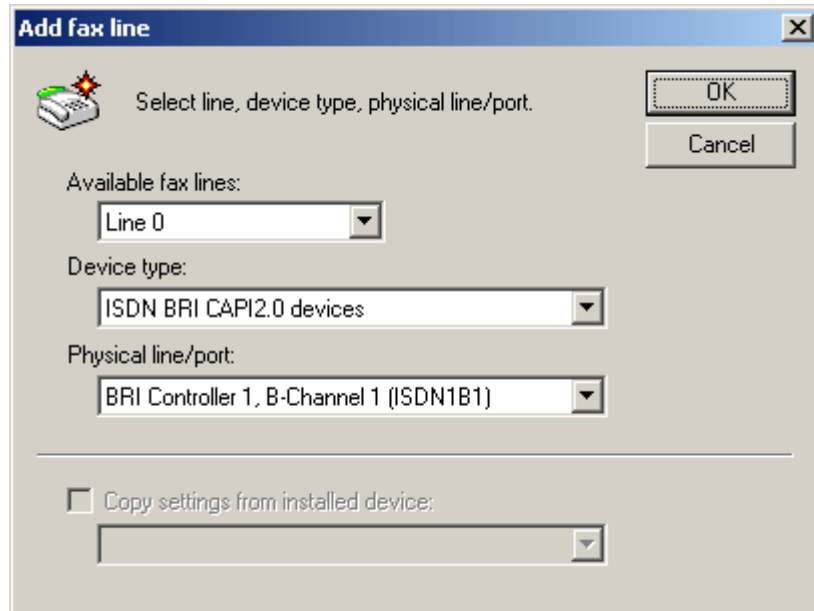 Add fax line
Select line, device type, physical line/port.
OK
Cancel
Available fax lines:
Line 0
Device type:
ISDN BRI CAPI2.0 devices
Physical line/port:
BRI Controller 1, B-Channel 1 (ISDN1B1)
Copy settings from installed device: